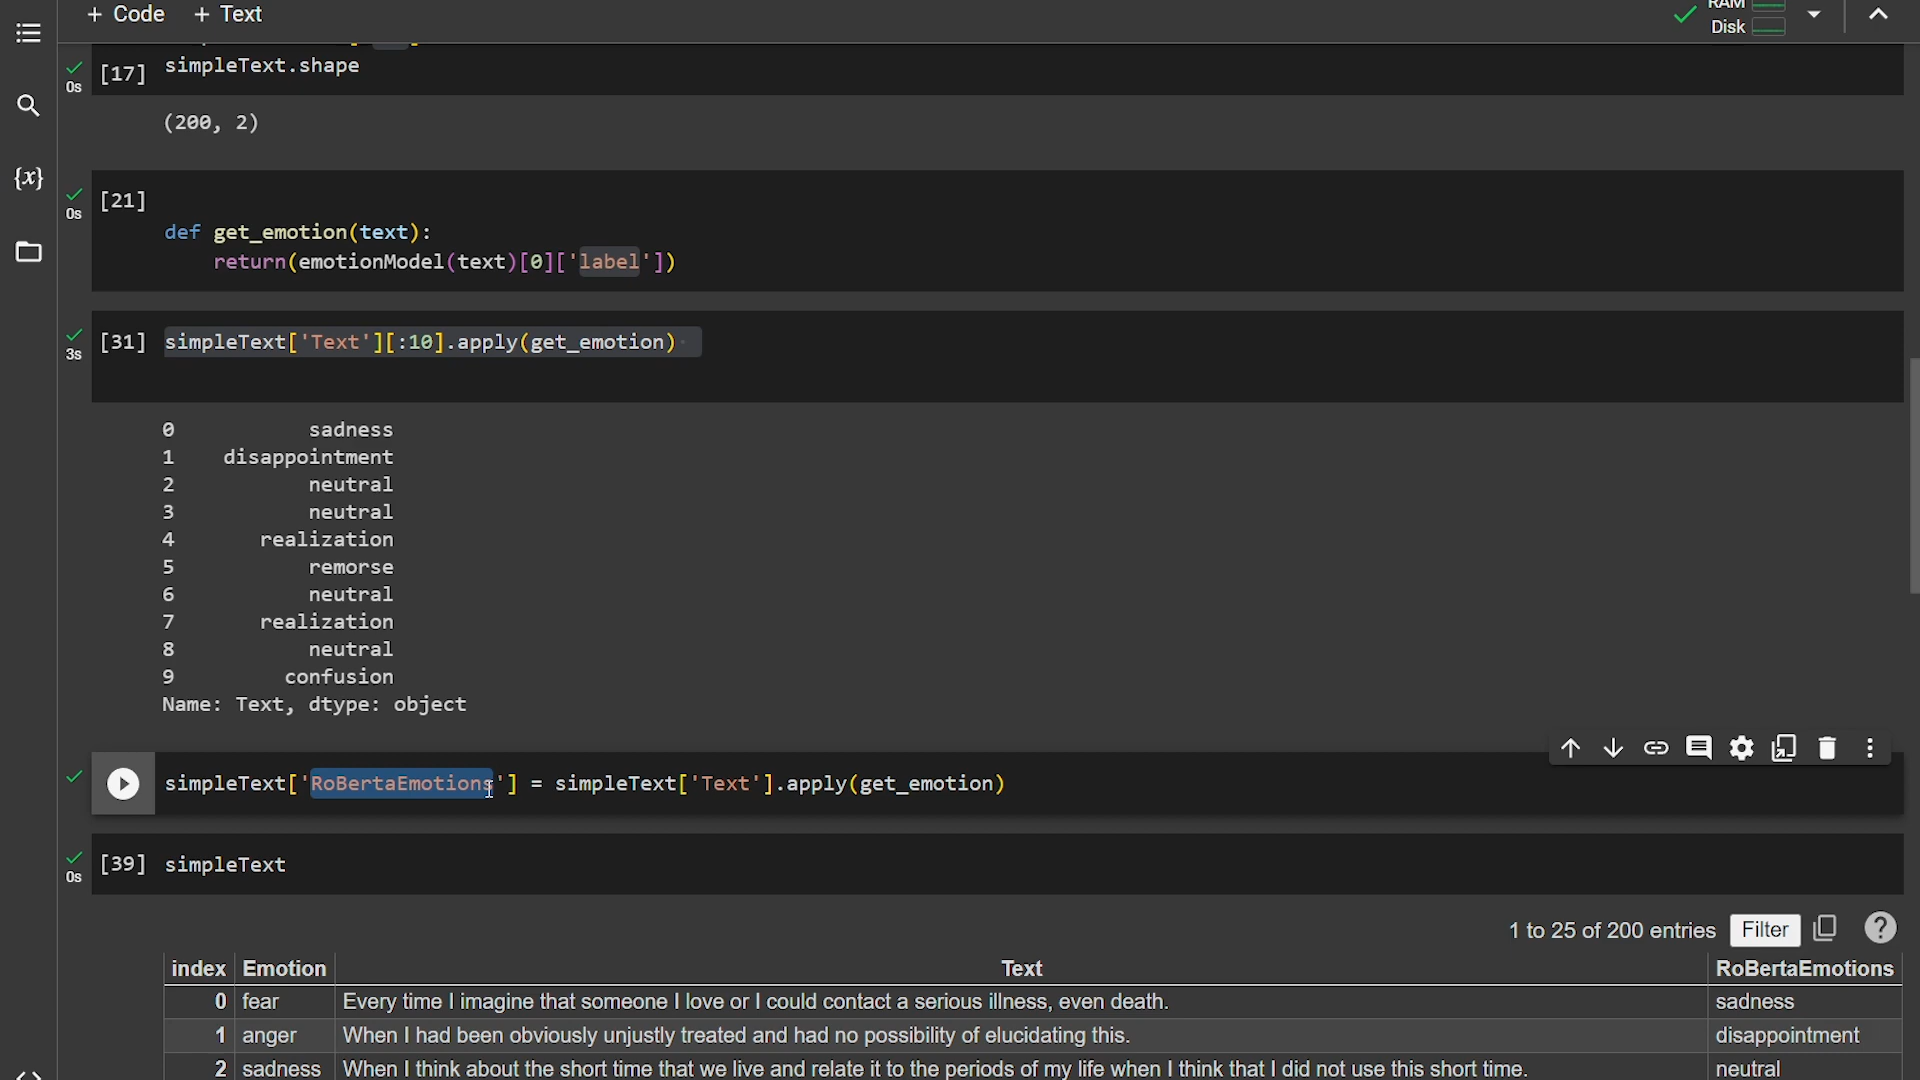 + Code + Text
RAM
Disk
[17] simpleText.shape
0s
(200, 2)
{x}
[21]
0s
def get_emotion(text):
return(emotionModel(text)[0]['label'])
[31] simpleText['Text'][:10].apply(get_emotion)
3s
0 sadness
1 disappointment
2 neutral
3 neutral
4 realization
5 remorse
6 neutral
7 realization
8 neutral
9 confusion
Name: Text, dtype: object
simpleText['RoBertaEmotions'] = simpleText['Text'].apply(get_emotion)
[39] simpleText
0s
1 to 25 of 200 entries Filter
index Emotion Text RoBertaEmotions
0 fear Every time I imagine that someone I love or I could contact a serious illness, even death. sadness
1 anger When I had been obviously unjustly treated and had no possibility of elucidating this. disappointment
2 sadness When I think about the short time that we live and relate it to the periods of my life when I think that I did not use this short time. neutral